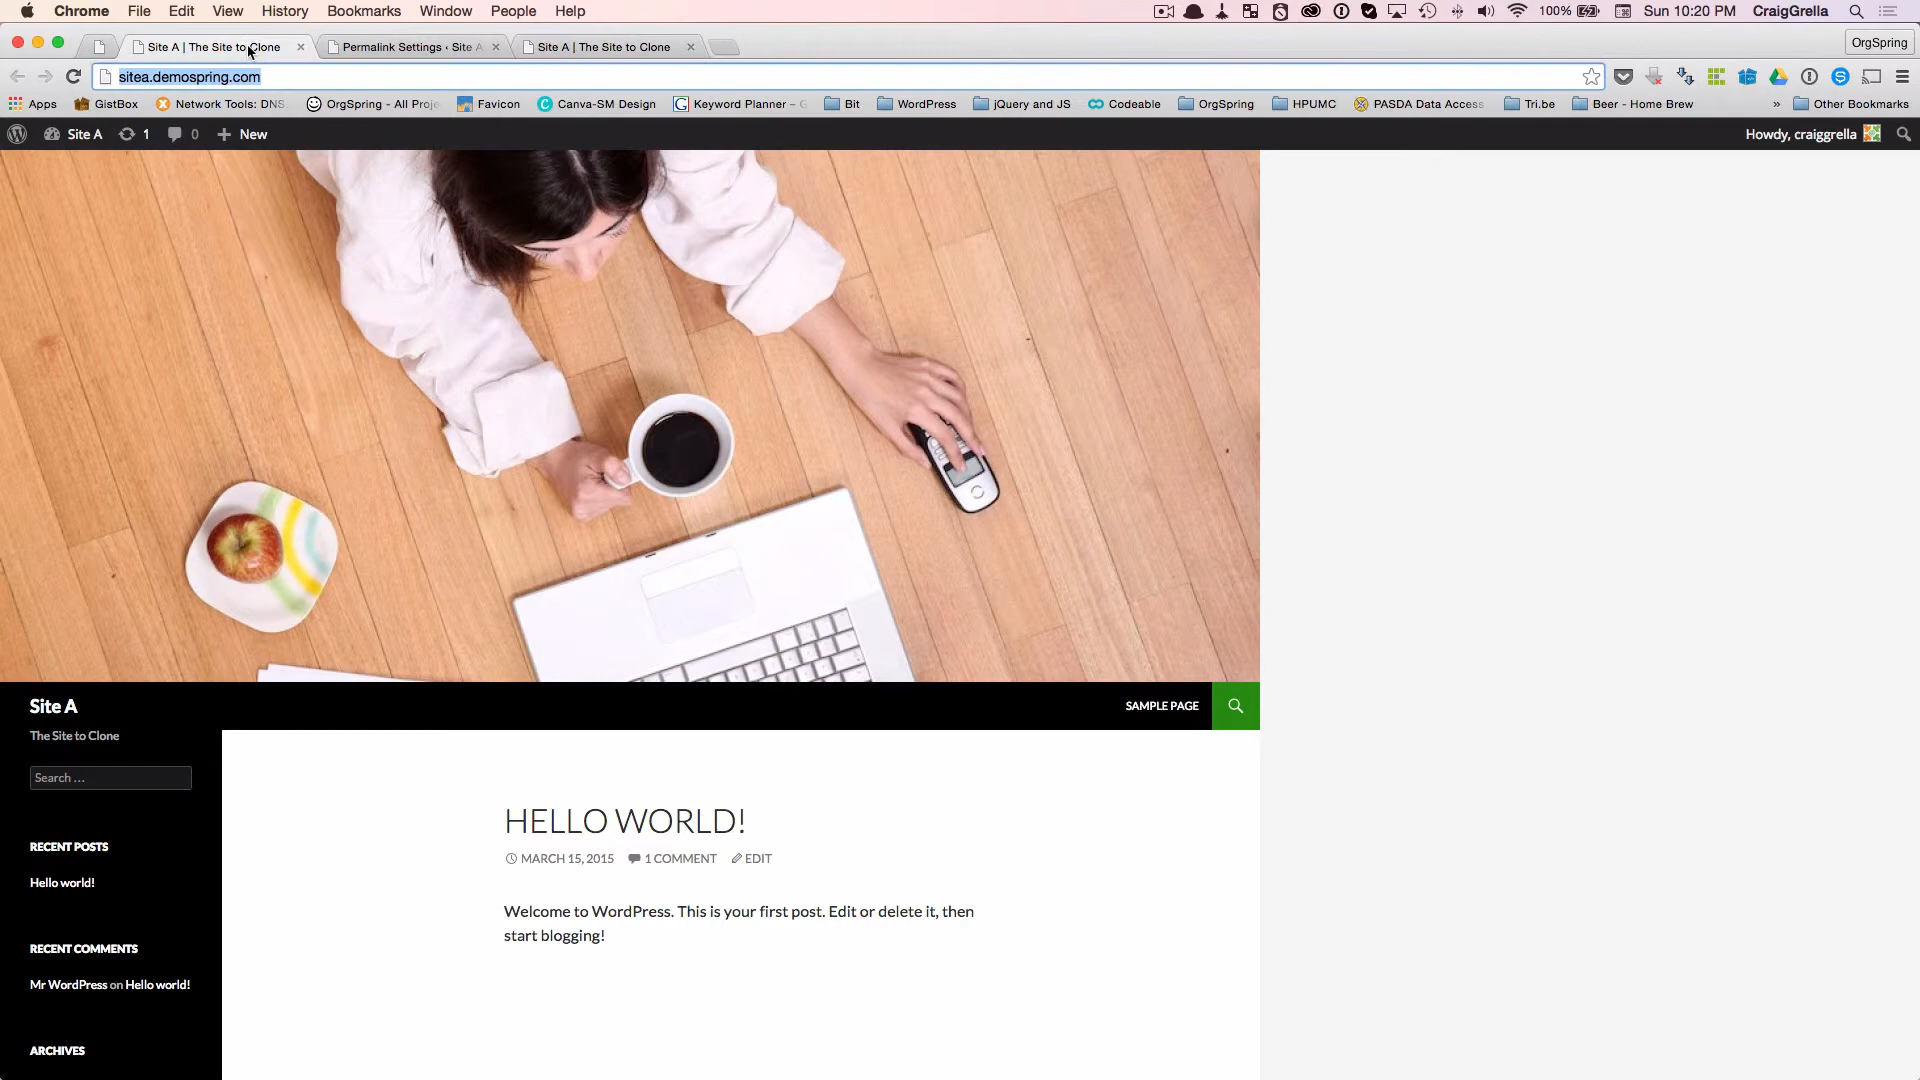 Chrome File Edit View History Bookmarks Window People Help 100% Sun 10:20 PM CraigGrella
Site A | The Site to Clone Permalink Settings ‹ Site A Site A | The Site to Clone OrgSpring
sitea.demospring.com
Apps GistBox Network Tools: DNS, OrgSpring - All Proje Favicon Canva-SM Design Keyword Planner – G Bit WordPress jQuery and JS Codeable OrgSpring HPUMC PASDA Data Access Tri.be Beer - Home Brew » Other Bookmarks
Site A 1 0 + New Howdy, craiggrella
Site A SAMPLE PAGE
The Site to Clone
Search ...
HELLO WORLD!
RECENT POSTS
MARCH 15, 2015 1 COMMENT EDIT
Hello world!
Welcome to WordPress. This is your first post. Edit or delete it, then
start blogging!
RECENT COMMENTS
Mr WordPress on Hello world!
ARCHIVES